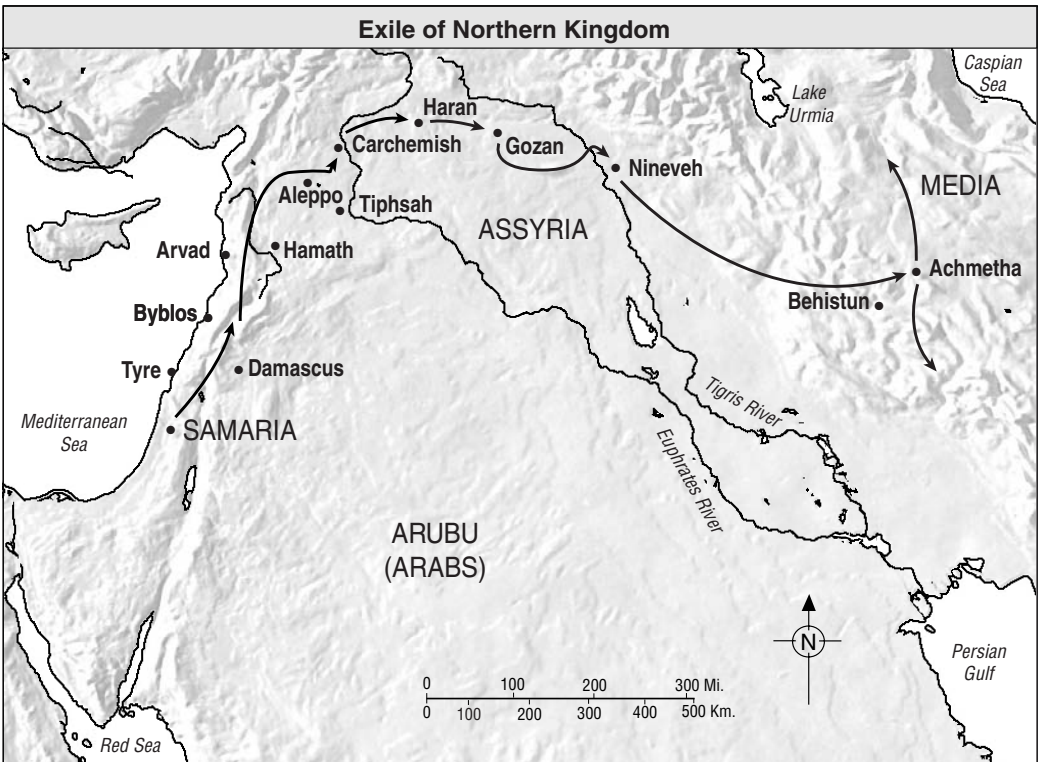 Exile of Northern Kingdom
Caspian
Sea
Lake
Urmia
Haran
Carchemish
Gozan
Nineveh
MEDIA
Aleppo
Tiphsah
ASSYRIA
Arvad
Hamath
Achmetha
Behistun
Byblos
Tyre
Damascus
Mediterranean
Sea
SAMARIA
Tigris River
Euphrates River
ARUBU
(ARABS)
N
Persian
Gulf
0 100 200 300 Mi.
0 100 200 300 400 500 Km.
Red Sea